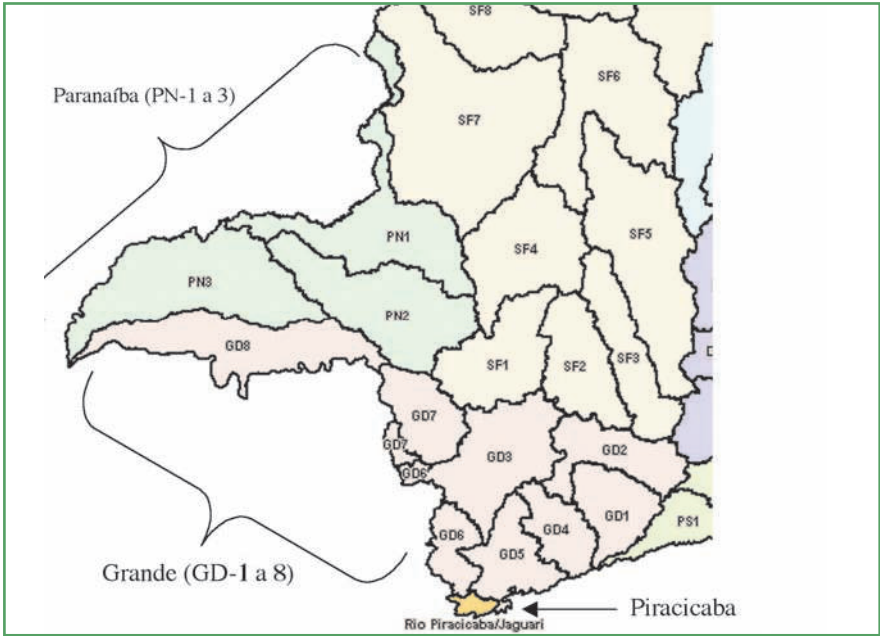 SF8
SF6
Paranaíba (PN-1 a 3)
SF7
PN1
SF4
SF5
PN3
PN2
GD8
SF1
SF2
SF3
D
GD7
GD7
GD3
GD2
GD6
GD1
PS1
GD6
GD4
GD5
Grande (GD-1 a 8)
Piracicaba
Rio Piracicaba/Jaguari